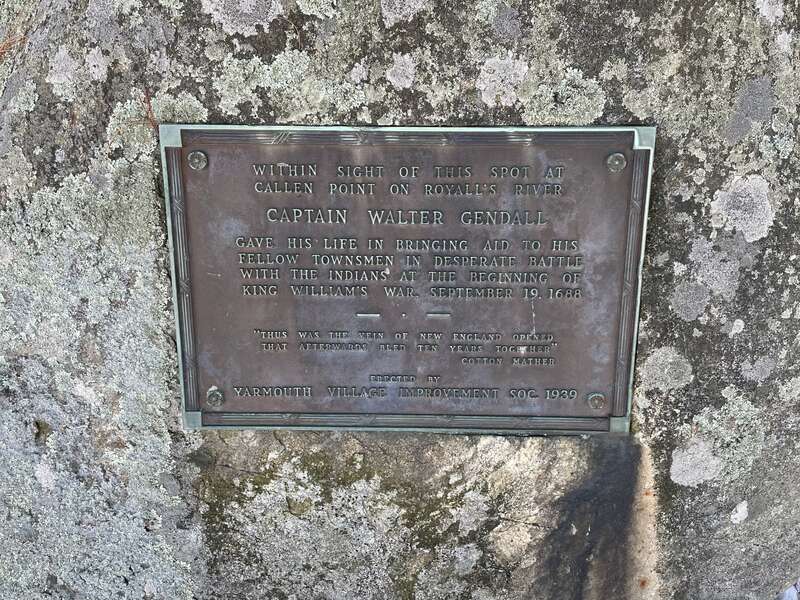 WITHIN SIGHT OF THIS SPOT AT
CALLEN POINT ON ROYALL'S RIVER
CAPTAIN WALTER GENDALL
GAVE HIS LIFE IN BRINGING AID TO HIS
FELLOW TOWNSMEN IN DESPERATE BATTLE
WITH THE INDIANS AT THE BEGINNING OF
KING WILLIAM'S WAR, SEPTEMBER 19, 1688
"THUS WAS THE VEIN OF NEW ENGLAND OPENED
THAT AFTERWARDS BLED TEN YEARS TOGETHER"
COTTON MATHER
ERECTED BY
YARMOUTH VILLAGE IMPROVEMENT SOC. 1939